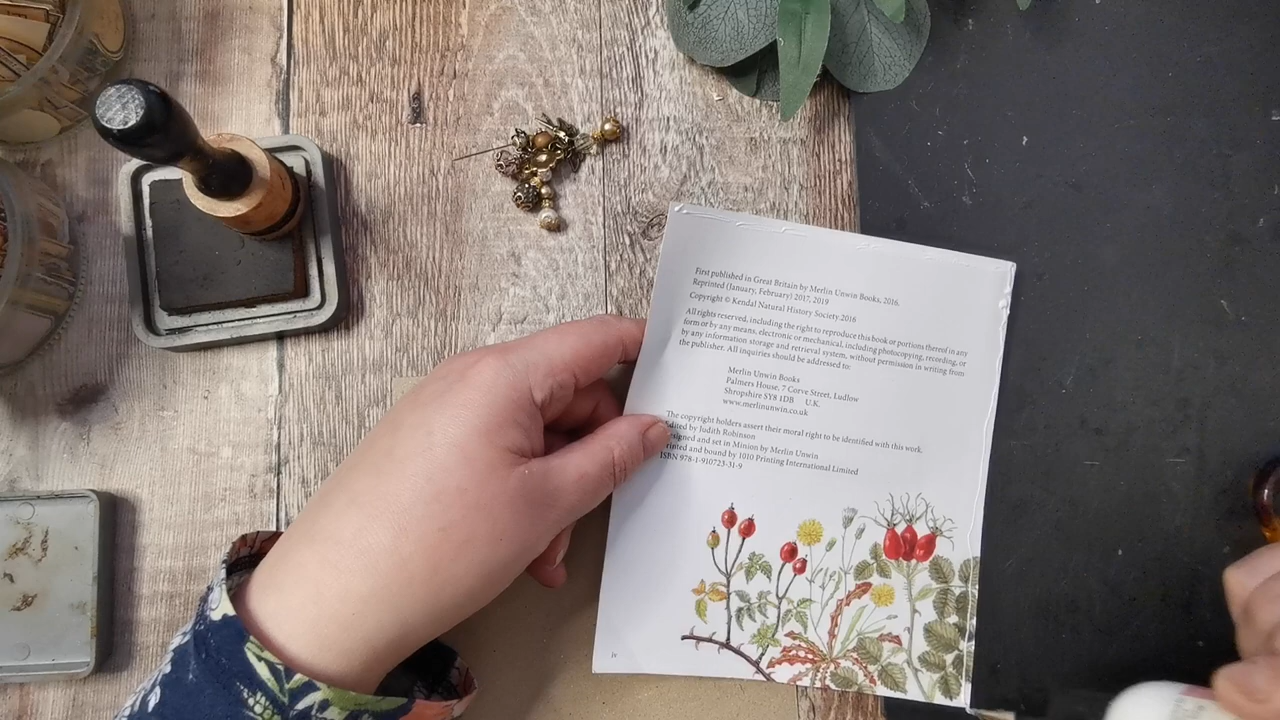 First published in Great Britain by Merlin Unwin Books, 2016.
Reprinted (January, February) 2017, 2019
Copyright © Kendal Natural History Society 2016
All rights reserved, including the right to reproduce this book or portions thereof in any
form or by any means, electronic or mechanical, including photocopying, recording, or
by any information storage and retrieval system, without permission in writing from
the publisher. All inquiries should be addressed to:
Merlin Unwin Books
Palmers House, 7 Corve Street, Ludlow
Shropshire SY8 1DB U.K.
www.merlinunwin.co.uk
The copyright holders assert their moral right to be identified with this work.
Edited by Judith Robinson
esigned and set in Minion by Merlin Unwin
rinted and bound by 1010 Printing International Limited
ISBN 978-1-910723-31-9
iv